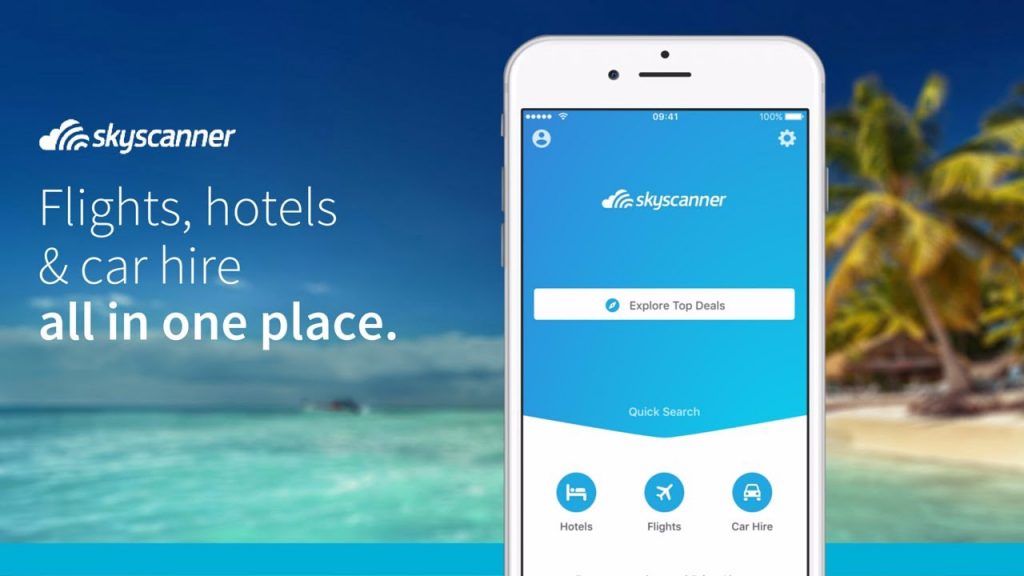 skyscanner
Flights, hotels
& car hire
all in one place.
09:41
100%
skyscanner
Explore Top Deals
Quick Search
Hotels
Flights
Car Hire